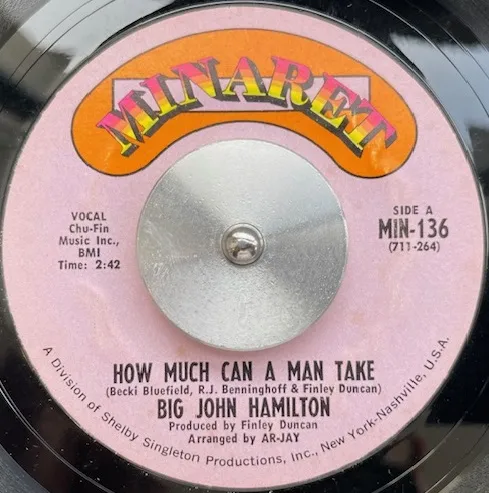 MINARET
VOCAL
Chu-Fin
Music Inc.,
BMI
Time: 2:42
SIDE A
MIN-136
(711-264)
HOW MUCH CAN A MAN TAKE
(Becki Bluefield, R.J. Benninghoff & Finley Duncan)
BIG JOHN HAMILTON
Produced by Finley Duncan
Arranged by AR-JAY
A Division of Shelby Singleton Productions, Inc., New York-Nashville, U.S.A.